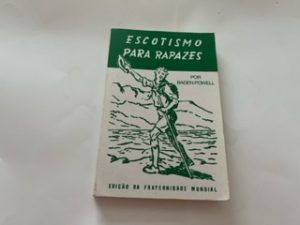 ESCOTISMO
PARA RAPAZES
POR
BADEN-POWELL
EDIÇÃO DA FRATERNIDADE MUNDIAL